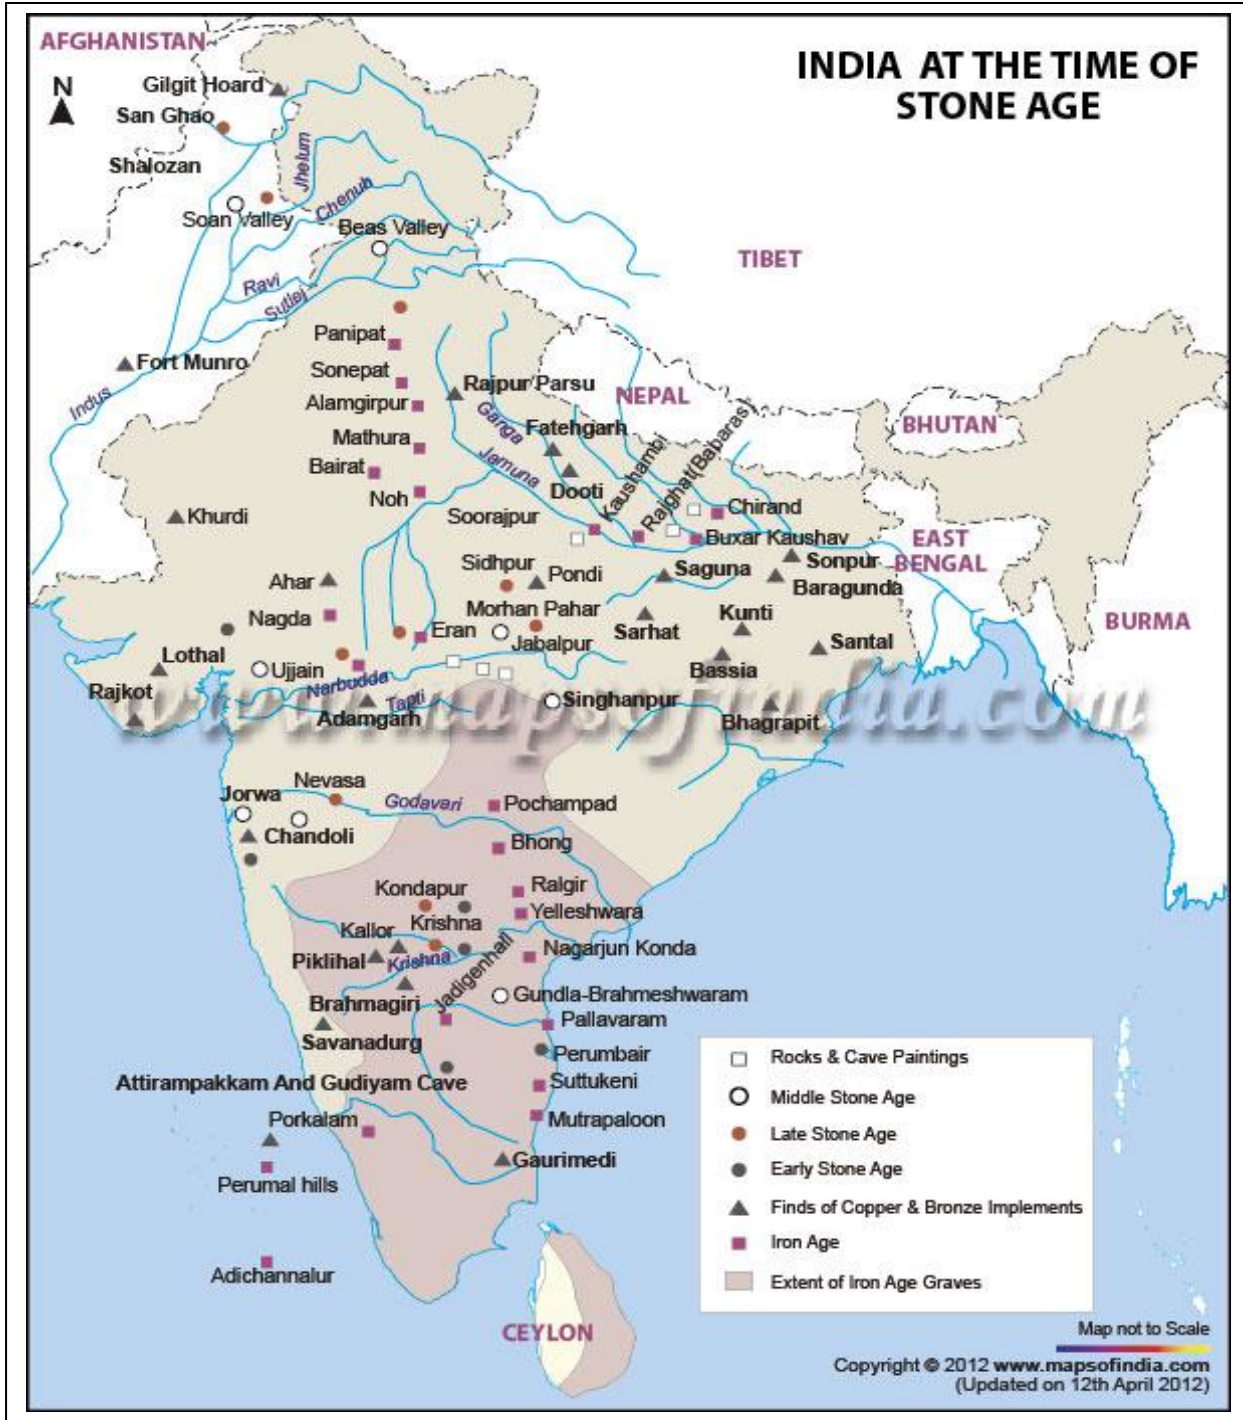 AFGHANISTAN
INDIA AT THE TIME OF
STONE AGE
N
Gilgit Hoard
San Ghao
Shalozan
Jhelum
Chenub
Soan Valley
Beas Valley
TIBET
Ravi
Sutlej
Panipat
Fort Munro
Sonepat
Rajpur Parsu
NEPAL
Indus
Alamgirpur
Ganga
BHUTAN
Mathura
Fatehgarh
Jamuna
Kaushambi
Rajghat(Babaras)
Bairat
Dooti
Noh
Khurdi
Soorajpur
Chirand
Buxar Kaushav
EAST
BENGAL
Sidhpur
Sonpur
Ahar
Pondi
Saguna
Baragunda
Nagda
Morhan Pahar
Kunti
BURMA
Eran
Jabalpur
Sarhat
Santal
Lothal
Ujjain
Bassia
Rajkot
Narbudda
Tapti
Singhanpur
www.mapsofindia.com
Adamgarh
Bhagrapit
Nevasa
Jorwa
Godavari
Pochampad
Chandoli
Bhong
Kondapur
Ralgir
Krishna
Yelleshwara
Kallor
Piklihal
Krishna
Jadigenhall
Nagarjun Konda
Brahmagiri
Gundla-Brahmeshwaram
Savanadurg
Pallavaram
Perumbair
Attirampakkam And Gudiyam Cave
Suttukeni
Porkalam
Mutrapaloon
Gaurimedi
Perumal hills
Adichannalur
CEYLON
Rocks & Cave Paintings
Middle Stone Age
Late Stone Age
Early Stone Age
Finds of Copper & Bronze Implements
Iron Age
Extent of Iron Age Graves
Map not to Scale
Copyright © 2012 www.mapsofindia.com
(Updated on 12th April 2012)